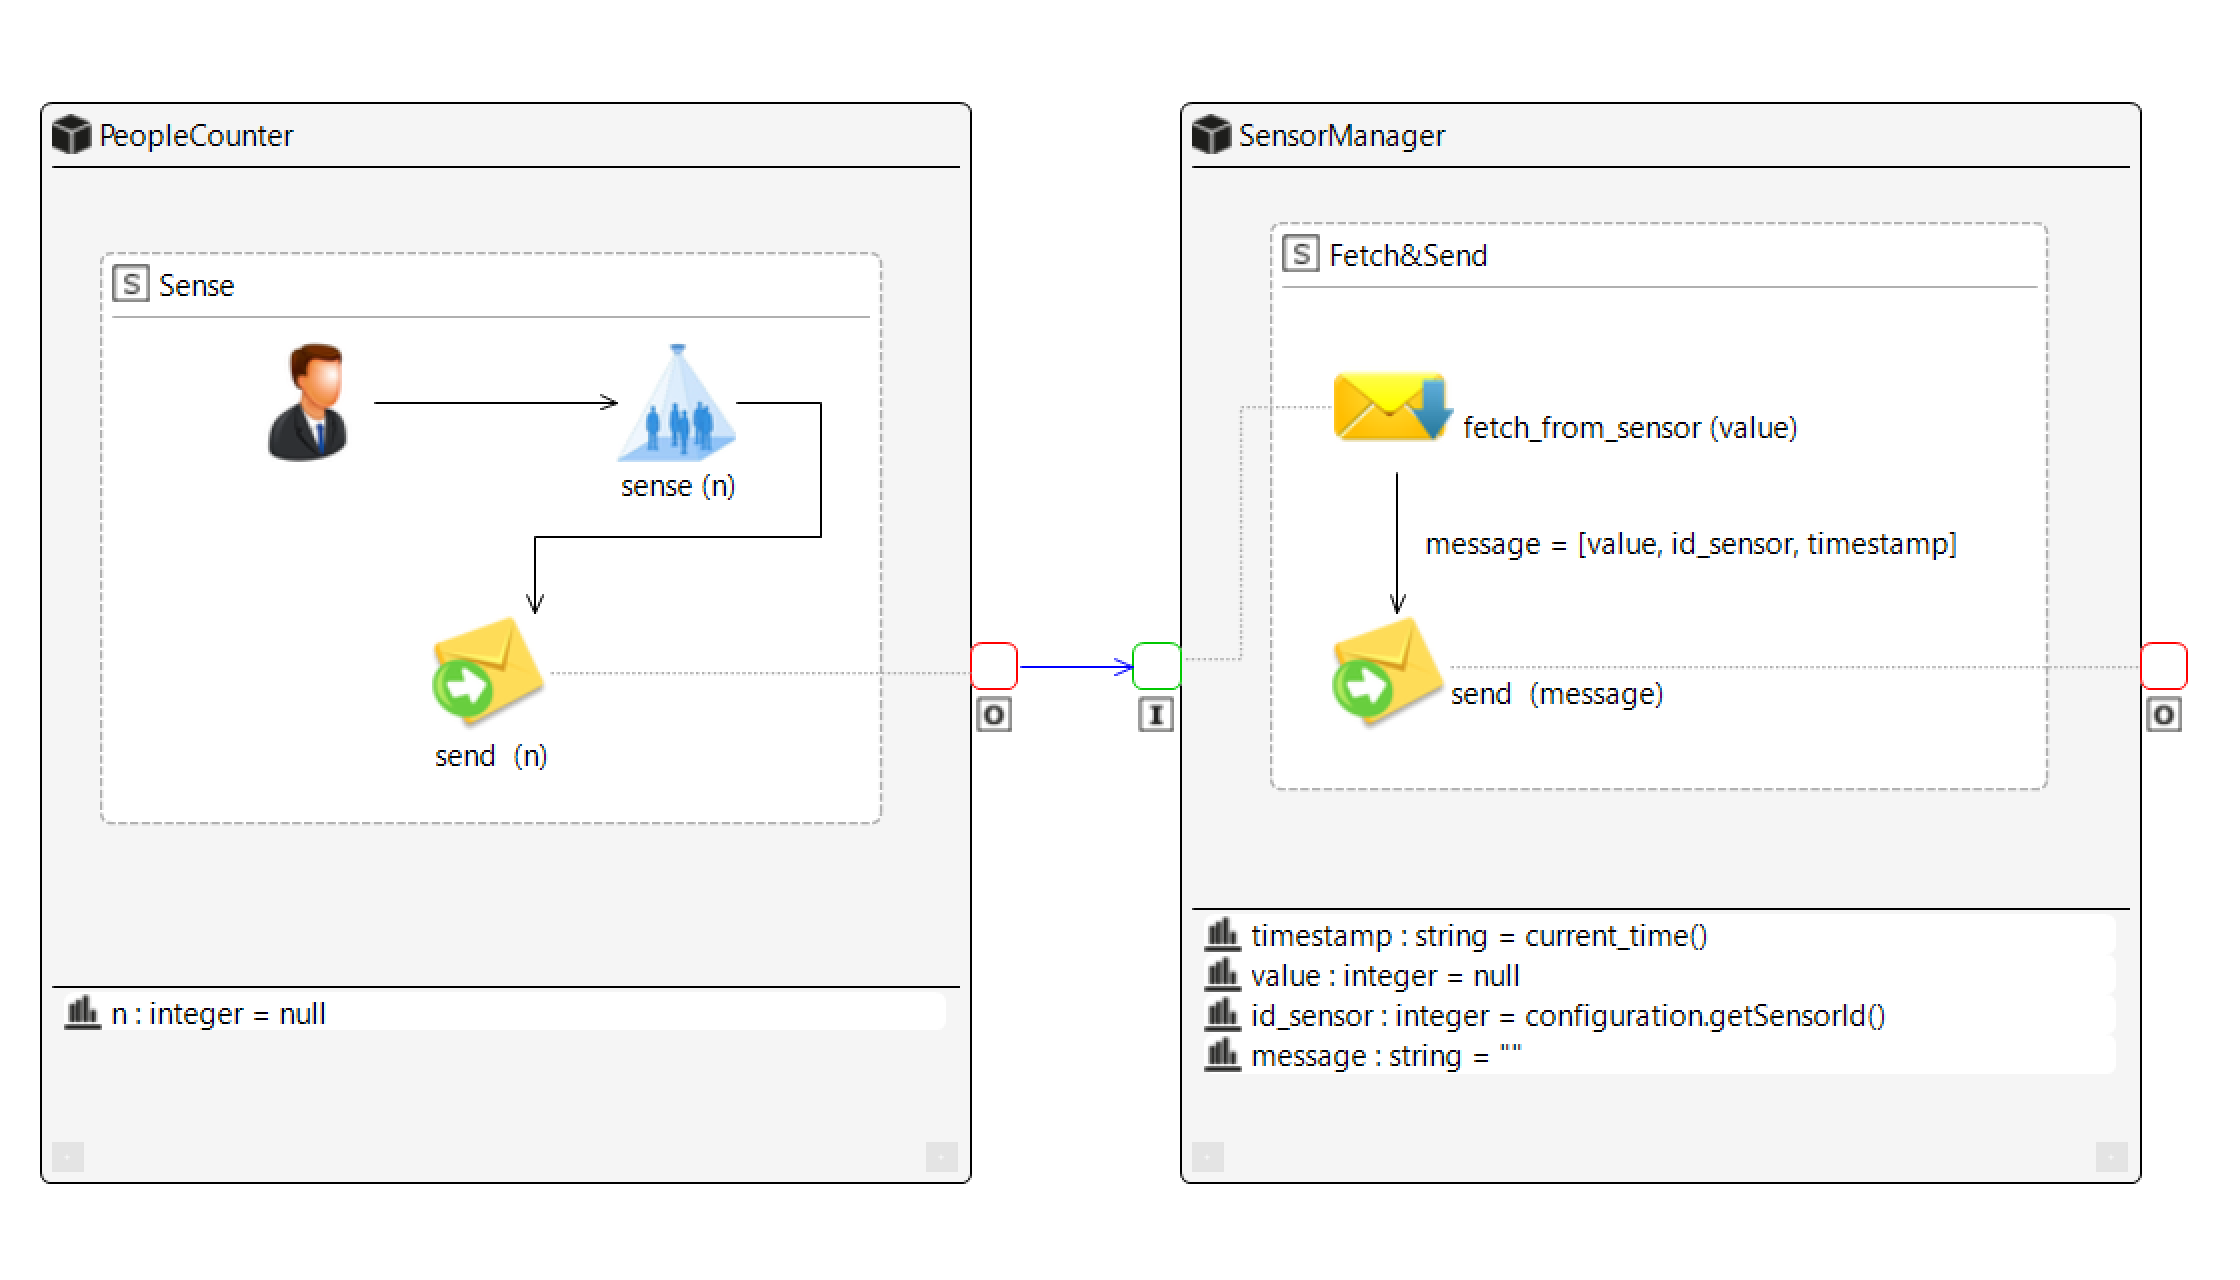 PeopleCounter
S Sense
sense (n)
send (n)
O
n : integer = null
I
SensorManager
S Fetch&Send
fetch_from_sensor (value)
message = [value, id_sensor, timestamp]
send (message)
O
timestamp : string = current_time()
value : integer = null
id_sensor : integer = configuration.getSensorId()
message : string = ""